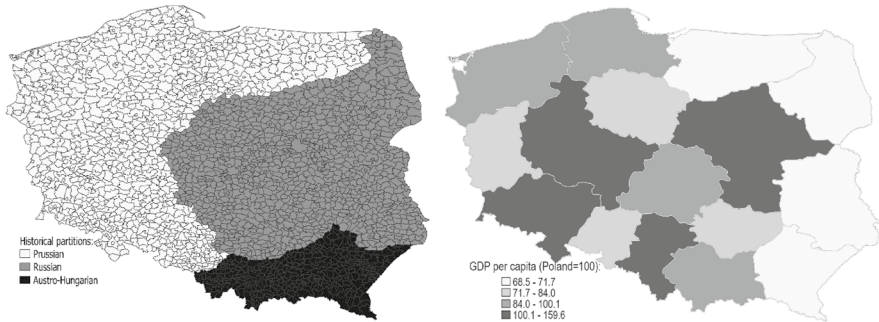 Historical partitions:
Prussian
Russian
Austro-Hungarian
GDP per capita (Poland=100):
68.5 - 71.7
71.7 - 84.0
84.0 - 100.1
100.1 - 159.6